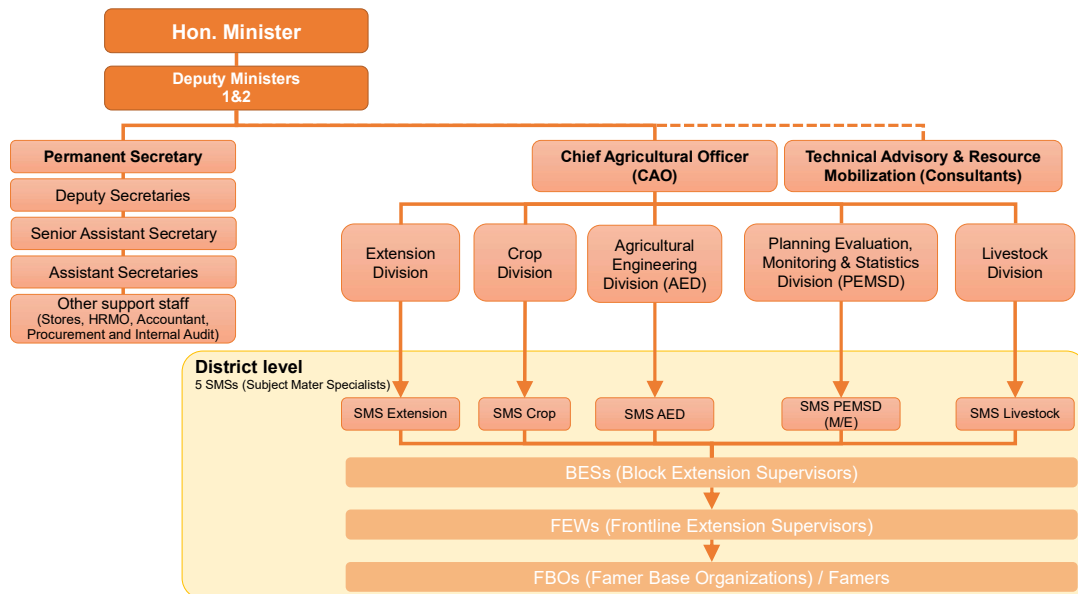 Hon. Minister
Deputy Ministers
1&2
Permanent Secretary
Deputy Secretaries
Senior Assistant Secretary
Assistant Secretaries
Other support staff
(Stores, HRMO, Accountant,
Procurement and Internal Audit)
Chief Agricultural Officer
(CAO)
Technical Advisory & Resource
Mobilization (Consultants)
Extension
Division
Crop
Division
Agricultural
Engineering
Division (AED)
Planning Evaluation,
Monitoring & Statistics
Division (PEMSD)
Livestock
Division
District level
5 SMSs (Subject Mater Specialists)
SMS Extension
SMS Crop
SMS AED
SMS PEMSD
(M/E)
SMS Livestock
BESs (Block Extension Supervisors)
FEWs (Frontline Extension Supervisors)
FBOs (Famer Base Organizations) / Famers